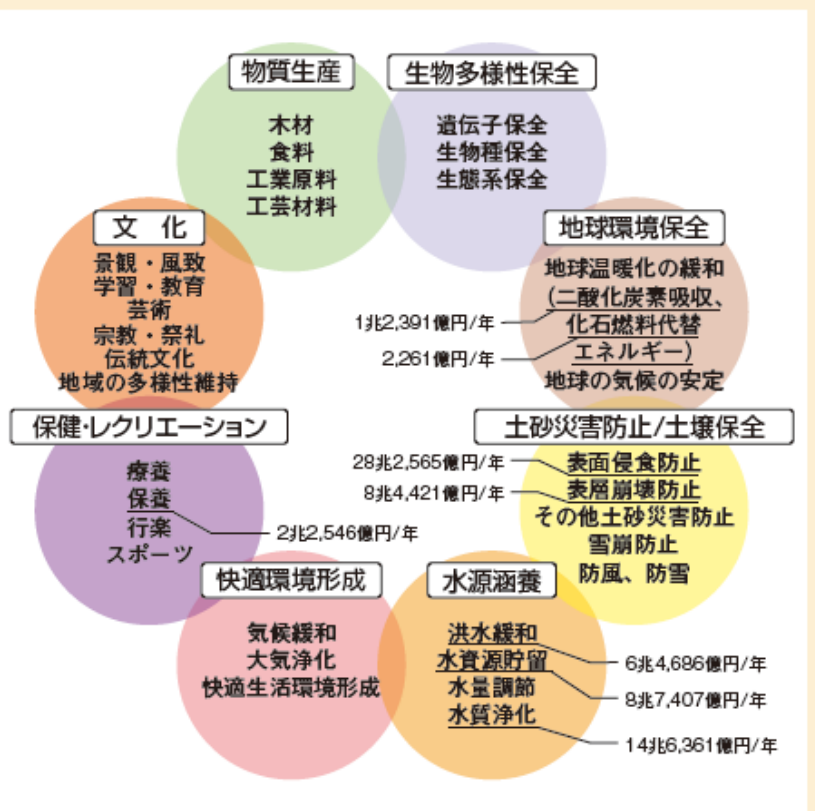 物質生産
木材
食料
工業原料
工芸材料
生物多様性保全
遺伝子保全
生物種保全
生態系保全
文 化
景観・風致
学習・教育
芸術
宗教・祭礼
伝統文化
地域の多様性維持
地球環境保全
地球温暖化の緩和
(二酸化炭素吸収、
化石燃料代替
エネルギー)
地球の気候の安定
1兆2,391億円/年
2,261億円/年
保健・レクリエーション
療養
保養
行楽
スポーツ
2兆2,546億円/年
土砂災害防止/土壌保全
28兆2,565億円/年
表面侵食防止
8兆4,421億円/年
表層崩壊防止
その他土砂災害防止
雪崩防止
防風、防雪
快適環境形成
気候緩和
大気浄化
快適生活環境形成
水源涵養
洪水緩和
水資源貯留
水量調節
水質浄化
6兆4,686億円/年
8兆7,407億円/年
14兆6,361億円/年